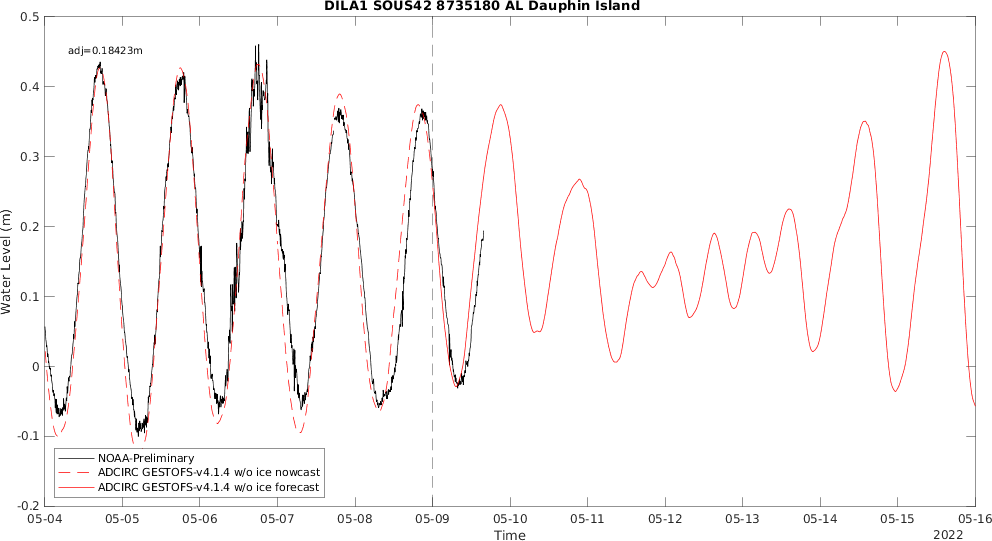 DILA1 SOUS42 8735180 AL Dauphin Island
adj=0.18423m
0.5
0.4
0.3
0.2
0.1
0
-0.1
-0.2
Water Level (m)
NOAA-Preliminary
ADCIRC GESTOFS-v4.1.4 w/o ice nowcast
ADCIRC GESTOFS-v4.1.4 w/o ice forecast
05-04 05-05 05-06 05-07 05-08 05-09 05-10 05-11 05-12 05-13 05-14 05-15 05-16
Time
2022